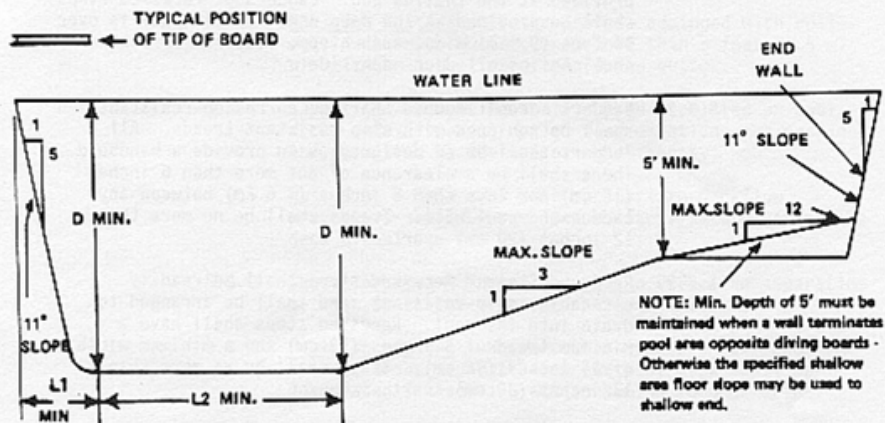 TYPICAL POSITION
OF TIP OF BOARD
WATER LINE
END
WALL
1
5
1
5
11°
SLOPE
D MIN.
D MIN.
5' MIN.
MAX.SLOPE
12
1
MAX. SLOPE
3
1
11°
SLOPE
L1
MIN
L2 MIN.
NOTE: Min. Depth of 5' must be
maintained when a wall terminates
pool area opposite diving boards -
Otherwise the specified shallow
area floor slope may be used to
shallow end.